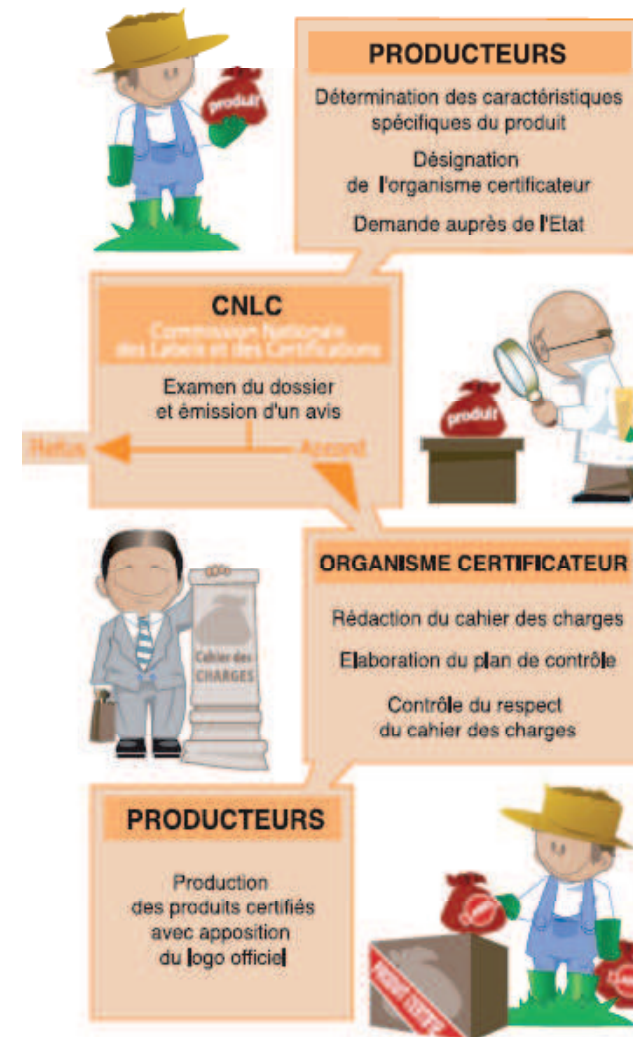 PRODUCTEURS
produit
Détermination des caractéristiques
spécifiques du produit
Désignation
de l'organisme certificateur
Demande auprès de l'Etat
CNLC
Commission Nationale
des Labels et des Certifications
Examen du dossier
et émission d'un avis
Refus
Accord
produit
ORGANISME CERTIFICATEUR
Rédaction du cahier des charges
Elaboration du plan de contrôle
Contrôle du respect
du cahier des charges
Cahier des
CHARGES
PRODUCTEURS
Production
des produits certifiés
avec apposition
du logo officiel
PRODUIT CERTIFIÉ